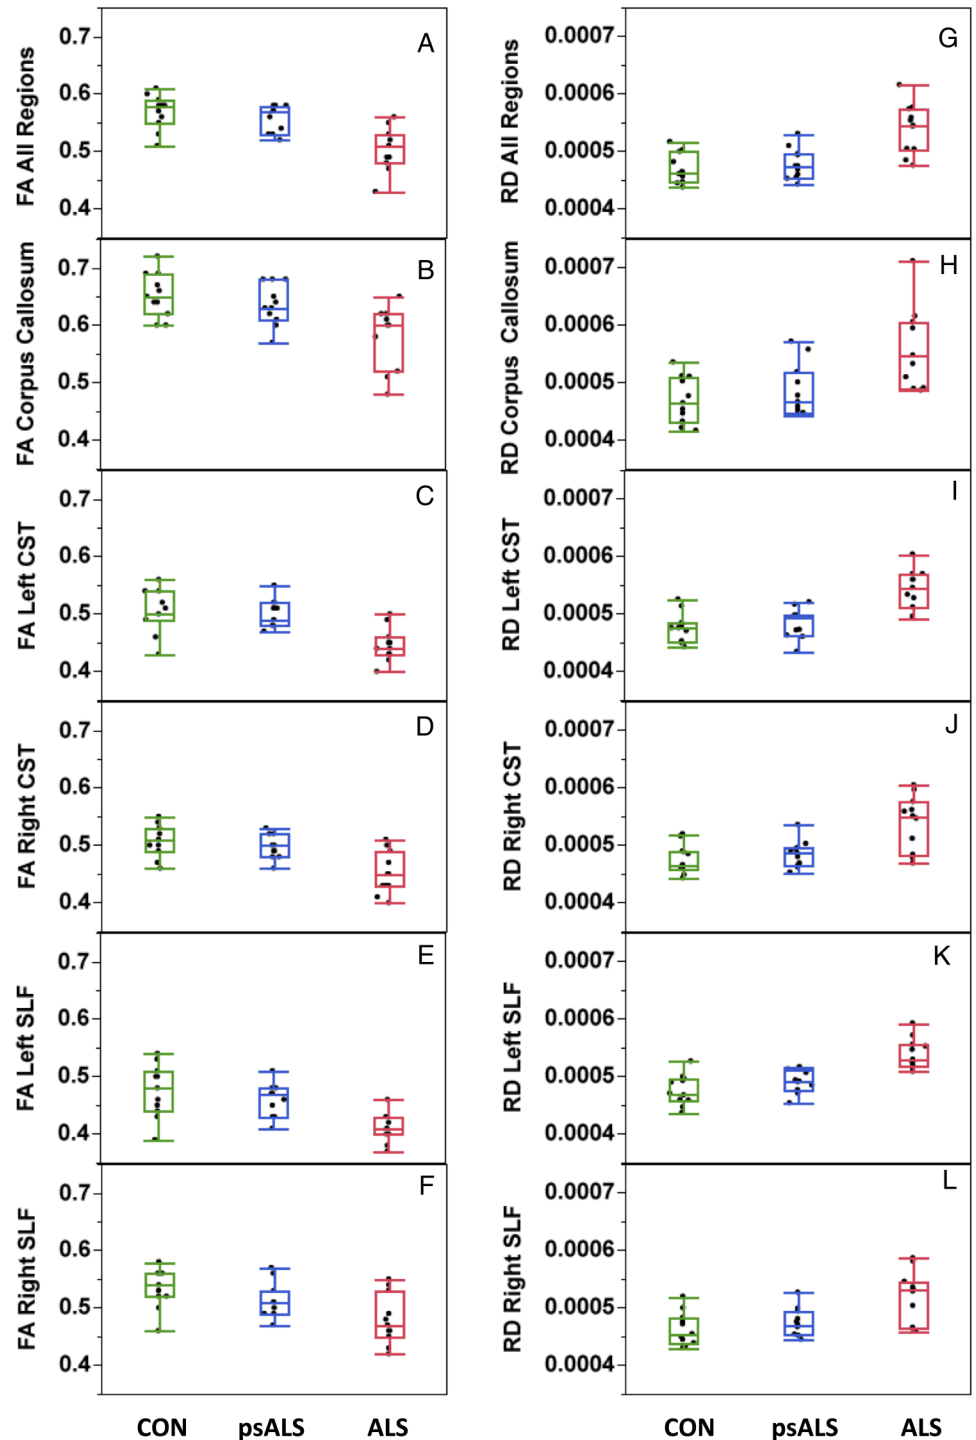 FA All Regions
0.7
0.6
0.5
0.4
A
RD All Regions
0.0007
0.0006
0.0005
0.0004
G
FA Corpus Callosum
0.7
0.6
0.5
0.4
B
RD Corpus Callosum
0.0007
0.0006
0.0005
0.0004
H
FA Left CST
0.7
0.6
0.5
0.4
C
RD Left CST
0.0007
0.0006
0.0005
0.0004
I
FA Right CST
0.7
0.6
0.5
0.4
D
RD Right CST
0.0007
0.0006
0.0005
0.0004
J
FA Left SLF
0.7
0.6
0.5
0.4
E
RD Left SLF
0.0007
0.0006
0.0005
0.0004
K
FA Right SLF
0.7
0.6
0.5
0.4
F
RD Right SLF
0.0007
0.0006
0.0005
0.0004
L
CON psALS ALS
CON psALS ALS